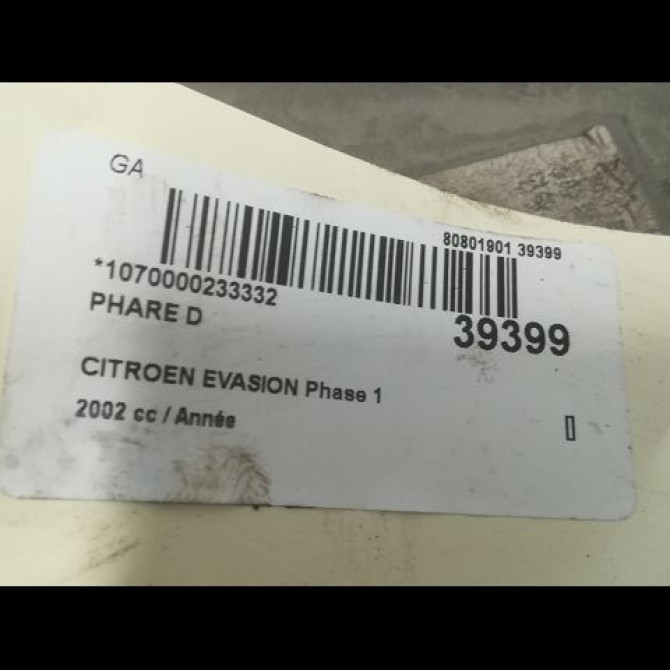 GA
80801901 39399
*1070000233332
39399
PHARE D
CITROEN EVASION Phase 1
2002 cc / Année